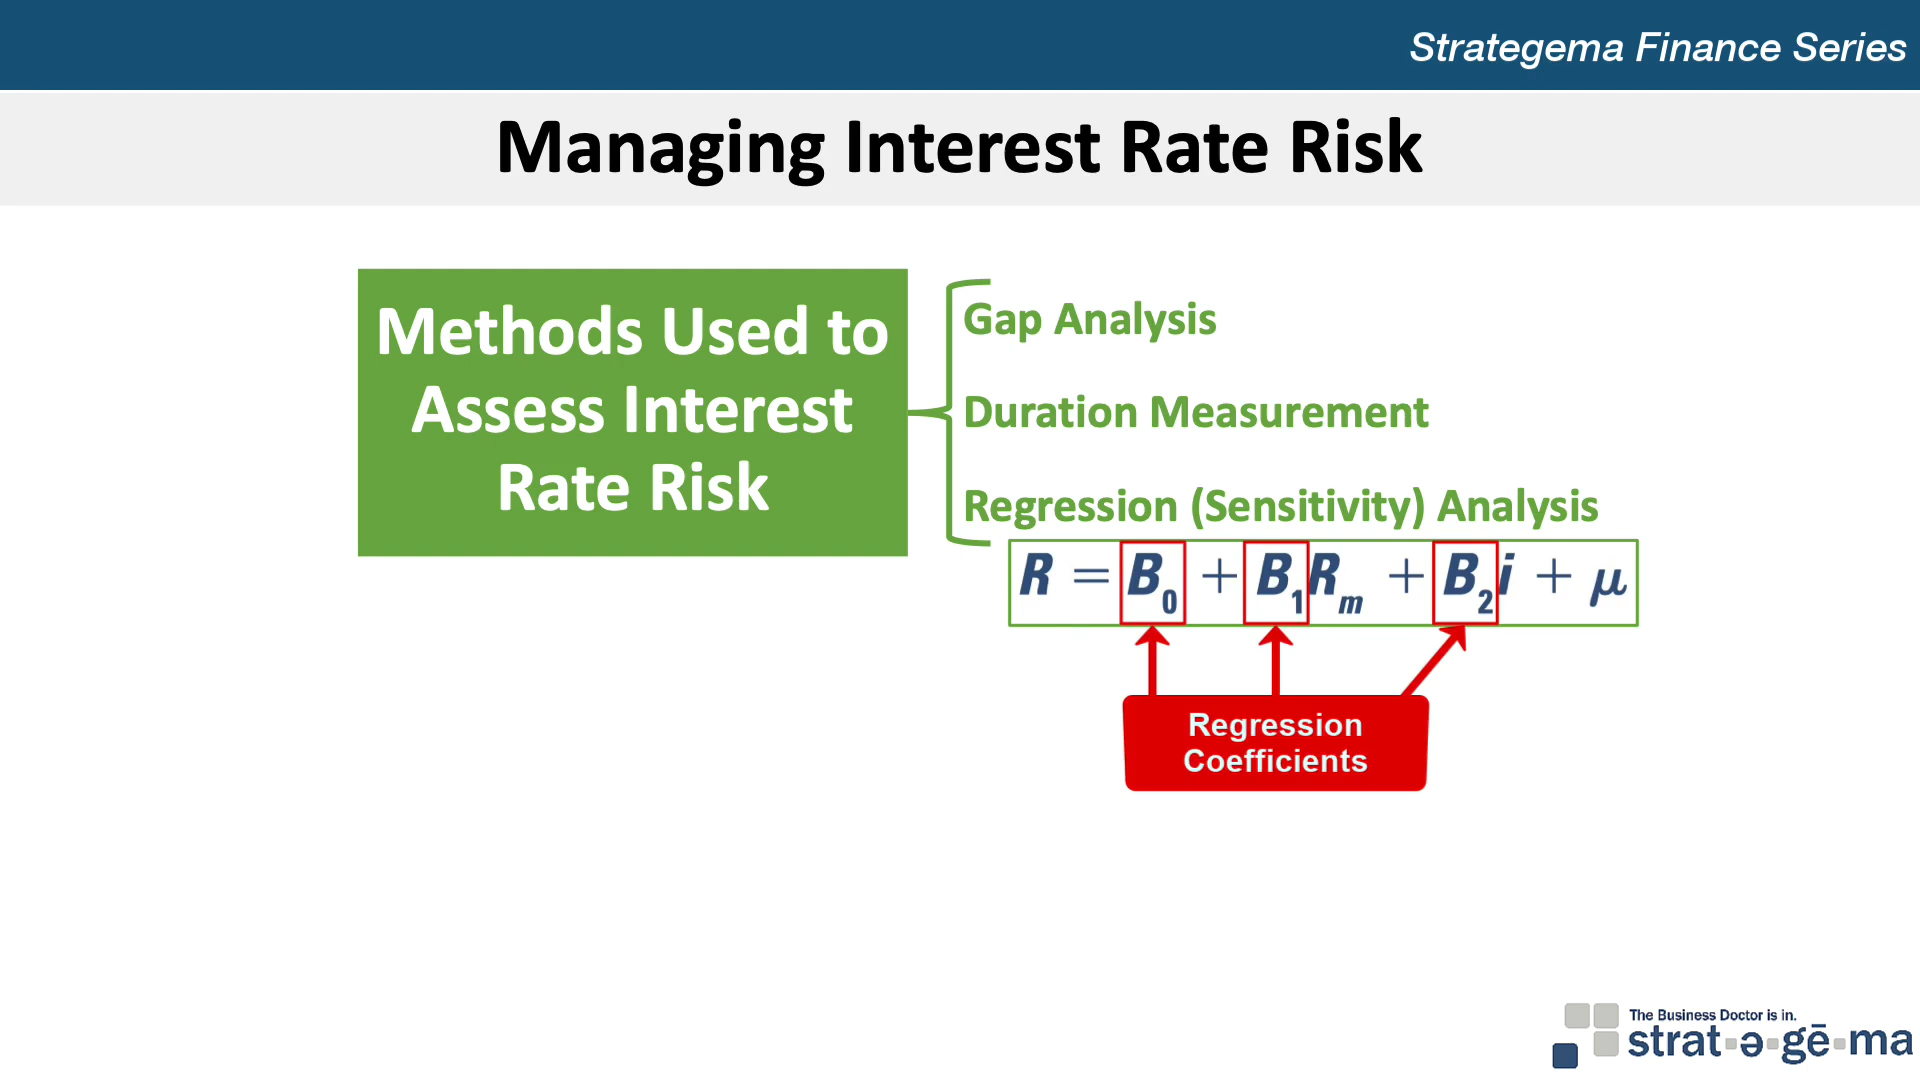 Strategema Finance Series
Managing Interest Rate Risk
Methods Used to
Assess Interest
Rate Risk
Gap Analysis
Duration Measurement
Regression (Sensitivity) Analysis
R = B₀ + B₁Rₘ + B₂i + μ
Regression
Coefficients
The Business Doctor is in.
strat-ə-gē-ma